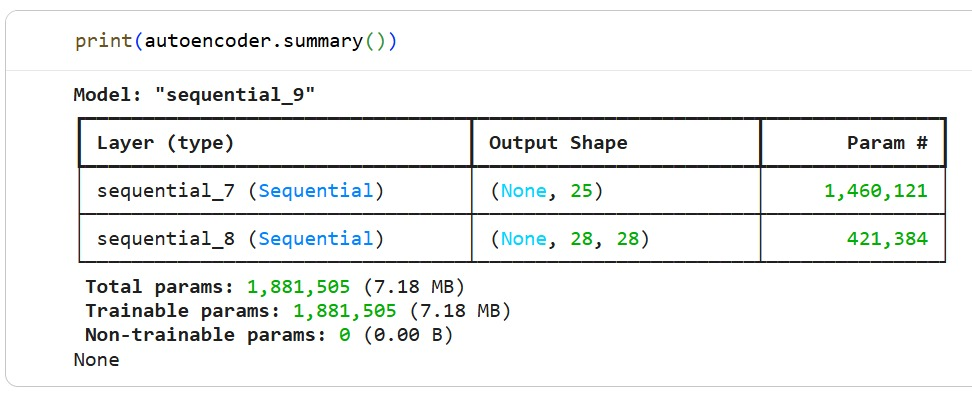 print(autoencoder.summary())
Model: "sequential_9"
Layer (type) Output Shape Param #
sequential_7 (Sequential) (None, 25) 1,460,121
sequential_8 (Sequential) (None, 28, 28) 421,384
Total params: 1,881,505 (7.18 MB)
Trainable params: 1,881,505 (7.18 MB)
Non-trainable params: 0 (0.00 B)
None